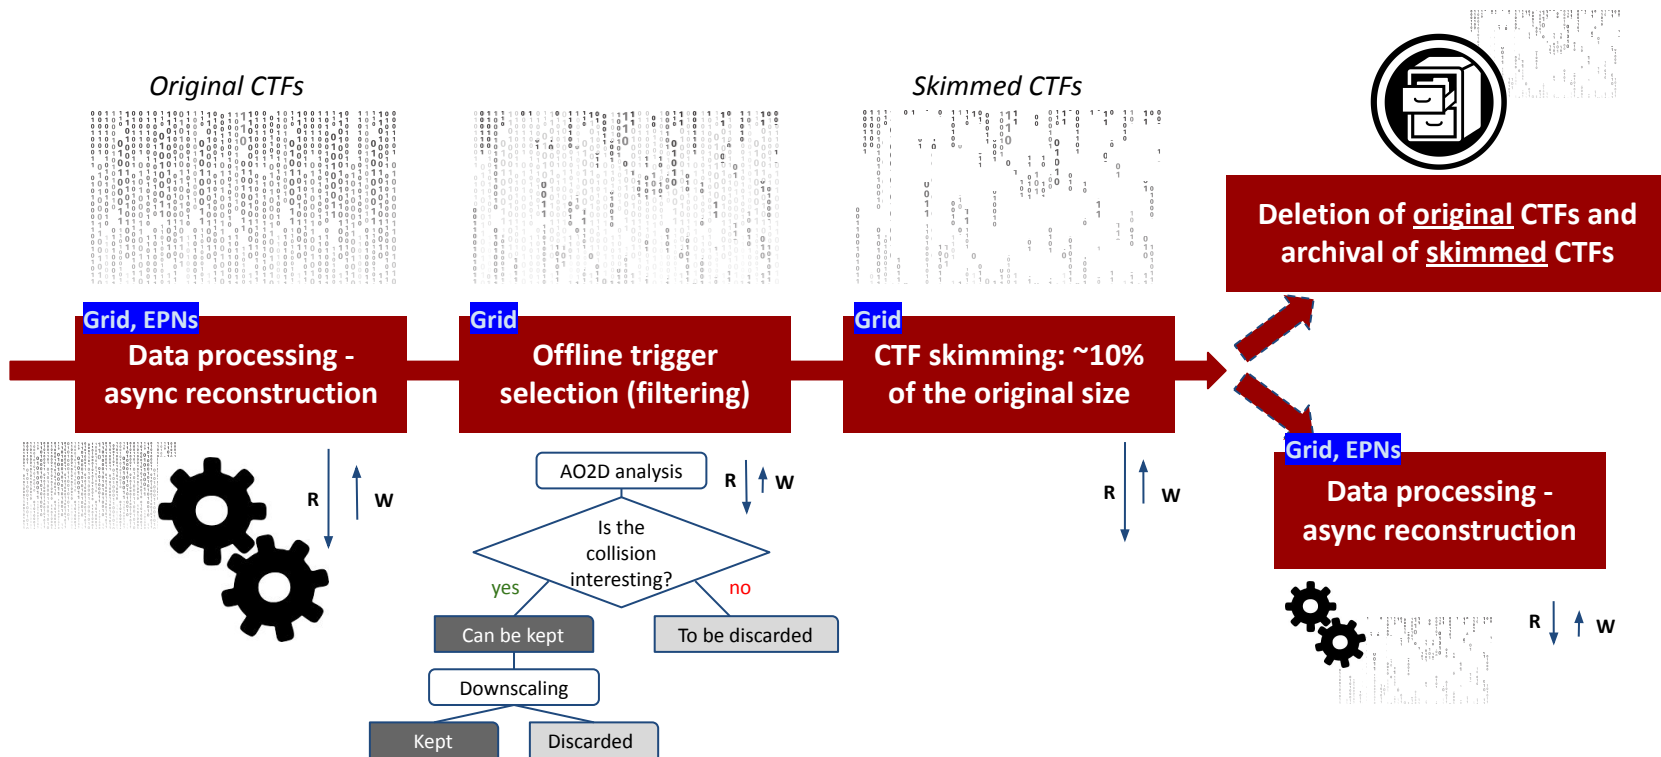 Original CTFs
Skimmed CTFs
Deletion of original CTFs and
archival of skimmed CTFs
Grid, EPNs
Data processing -
async reconstruction
Grid
Offline trigger
selection (filtering)
Grid
CTF skimming: ~10%
of the original size
R
W
AO2D analysis
R
W
Is the
collision
interesting?
yes
no
Can be kept
To be discarded
Downscaling
Kept
Discarded
R
W
Grid, EPNs
Data processing -
async reconstruction
R
W